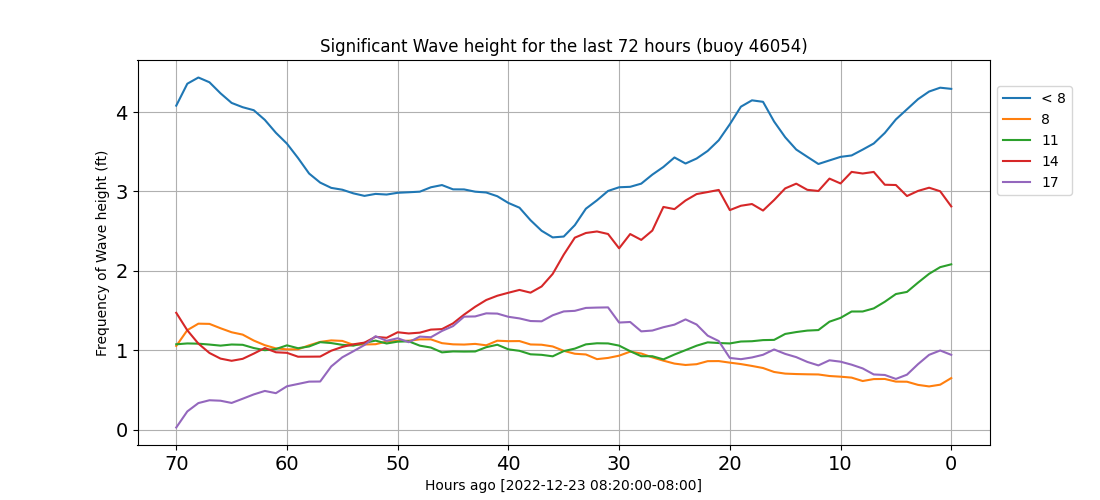 Significant Wave height for the last 72 hours (buoy 46054)
Frequency of Wave height (ft)
4
3
2
1
0
70 60 50 40 30 20 10 0
Hours ago [2022-12-23 08:20:00-08:00]
< 8
8
11
14
17